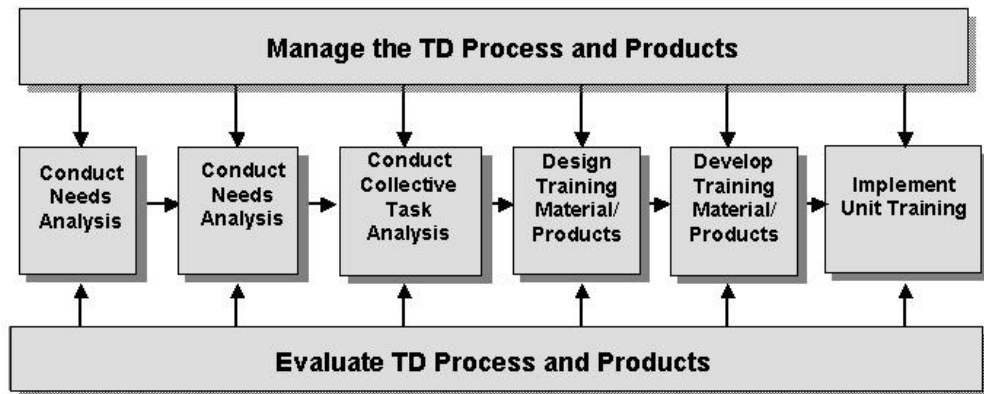 Manage the TD Process and Products
Conduct
Needs
Analysis
Conduct
Needs
Analysis
Conduct
Collective
Task
Analysis
Design
Training
Material/
Products
Develop
Training
Material/
Products
Implement
Unit Training
Evaluate TD Process and Products